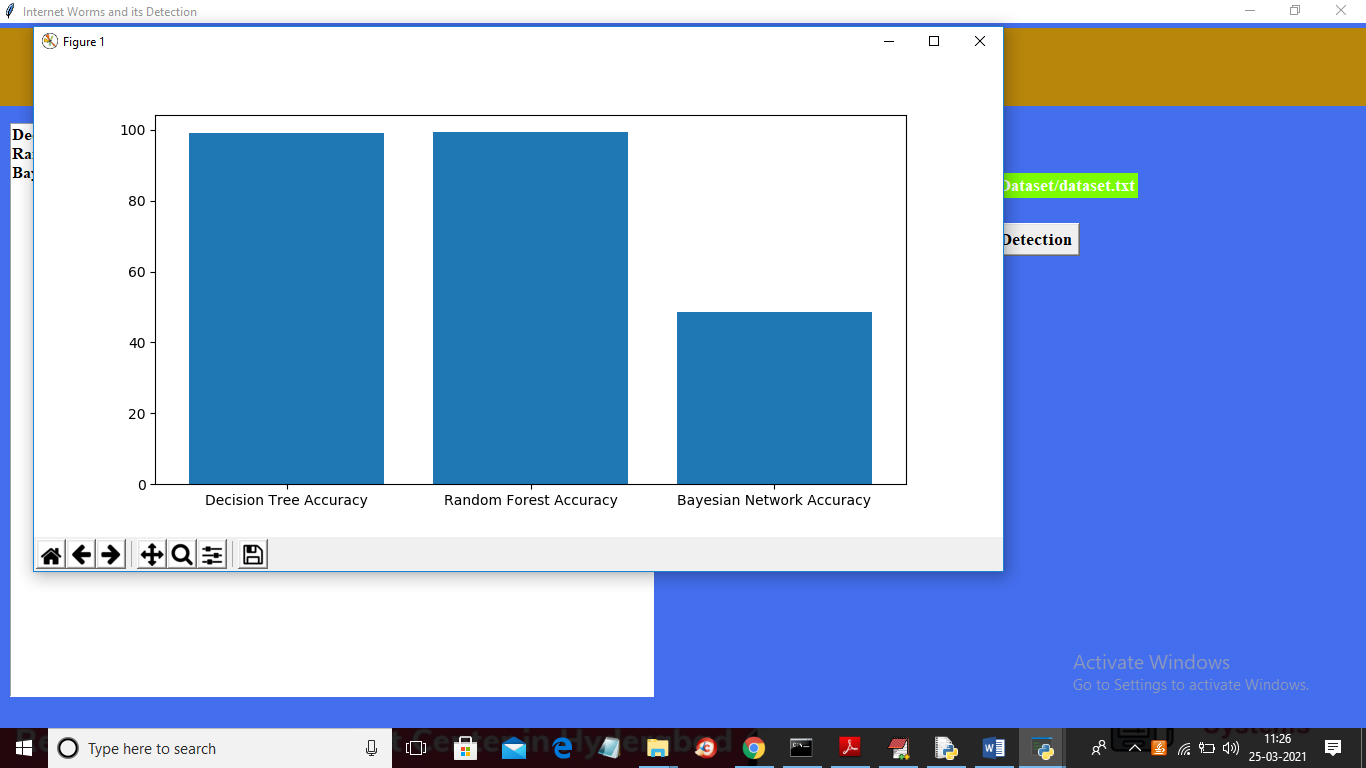 Internet Worms and its Detection
Figure 1
100
80
60
40
20
0
Decision Tree Accuracy
Random Forest Accuracy
Bayesian Network Accuracy
Dataset/dataset.txt
Detection
Activate Windows
Go to Settings to activate Windows.
Type here to search
11:26
25-03-2021